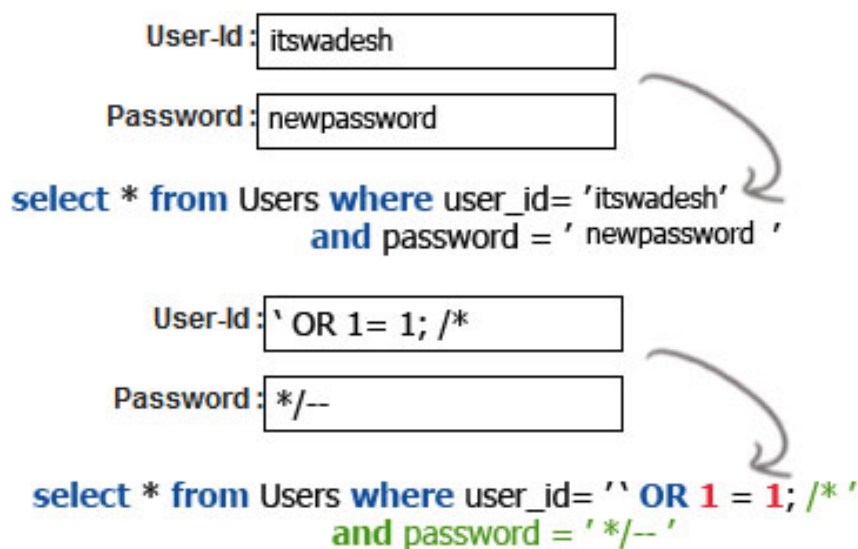 User-Id : itswadesh
Password : newpassword
select * from Users where user_id= 'itswadesh'
and password = ' newpassword '
User-Id : ` OR 1= 1; /*
Password : */--
select * from Users where user_id= '` OR 1 = 1; /* '
and password = ' */-- '